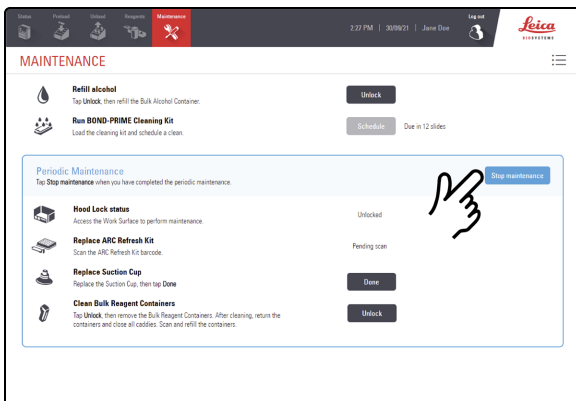 Status Preload Unload Reagents Maintenance
2:27 PM | 30/09/21 | Jane Doe
Log out
Leica
BIOSYSTEMS
MAINTENANCE
Refill alcohol
Tap Unlock, then refill the Bulk Alcohol Container.
Unlock
Run BOND-PRIME Cleaning Kit
Load the cleaning kit and schedule a clean.
Schedule Due in 12 slides
Periodic Maintenance
Tap Stop maintenance when you have completed the periodic maintenance.
Stop maintenance
Hood Lock status
Access the Work Surface to perform maintenance.
Unlocked
Replace ARC Refresh Kit
Scan the ARC Refresh Kit barcode.
Pending scan
Replace Suction Cup
Replace the Suction Cup, then tap Done
Done
Clean Bulk Reagent Containers
Tap Unlock, then remove the Bulk Reagent Containers. After cleaning, return the
containers and close all caddies. Scan and refill the containers.
Unlock